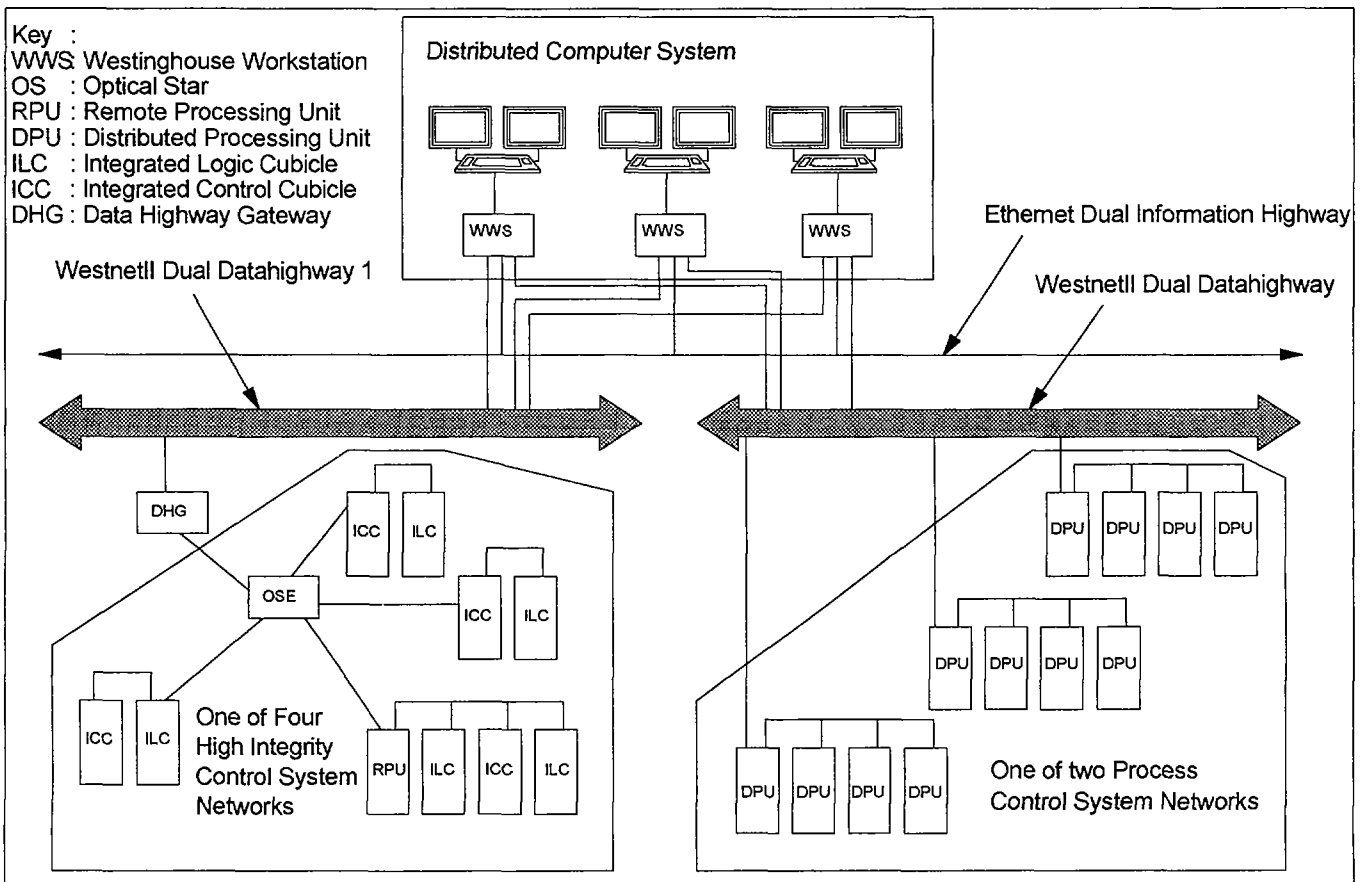 Key :
WWS: Westinghouse Workstation
OS : Optical Star
RPU : Remote Processing Unit
DPU : Distributed Processing Unit
ILC : Integrated Logic Cubicle
ICC : Integrated Control Cubicle
DHG : Data Highway Gateway
Distributed Computer System
WWS WWS WWS
Ethernet Dual Information Highway
WestnetII Dual Datahighway 1
WestnetII Dual Datahighway
DHG
ICC ILC
OSE
ICC ILC
ICC ILC
RPU ILC ICC ILC
One of Four
High Integrity
Control System
Networks
DPU DPU DPU DPU
DPU DPU DPU DPU
DPU DPU DPU DPU
One of two Process
Control System Networks